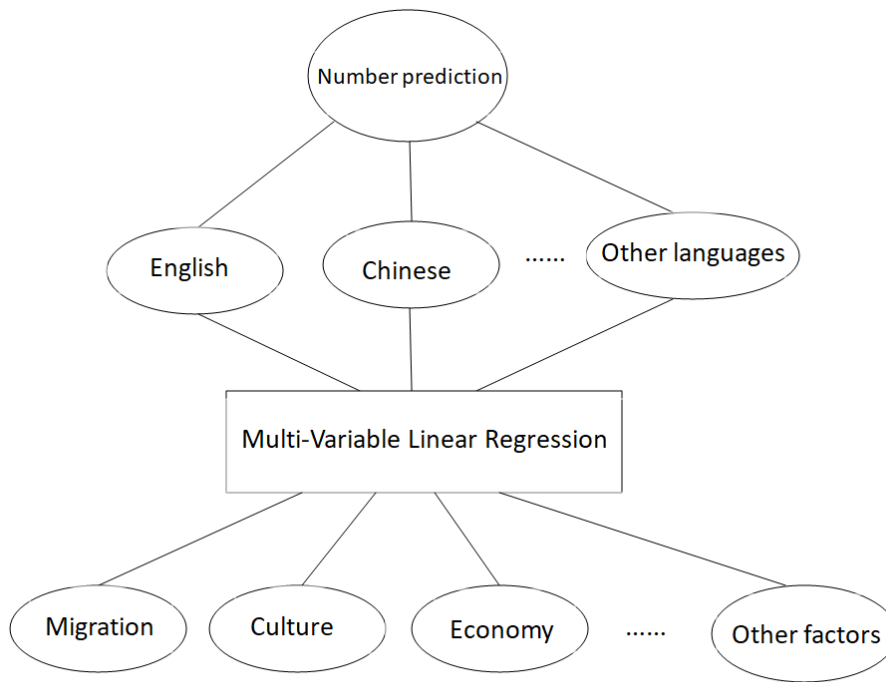 Number prediction
English
Chinese
......
Other languages
Multi-Variable Linear Regression
Migration
Culture
Economy
......
Other factors